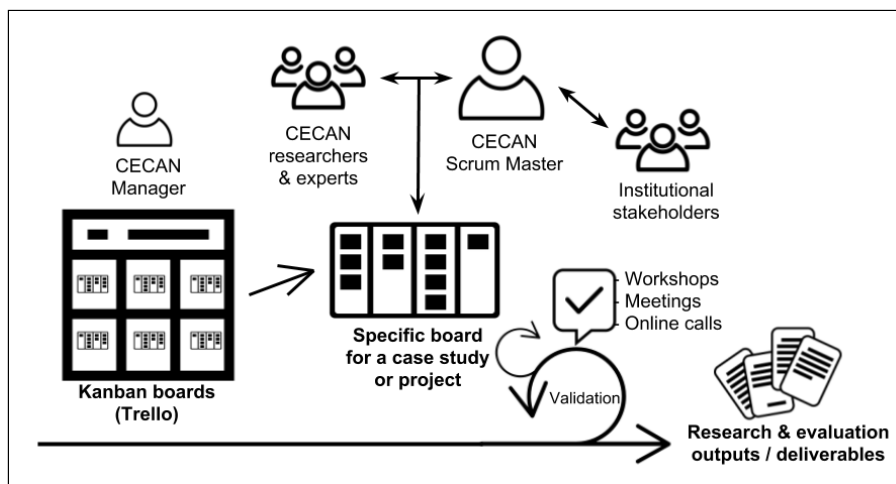 CECAN
Manager
CECAN
researchers
& experts
CECAN
Scrum Master
Institutional
stakeholders
Kanban boards
(Trello)
Specific board
for a case study
or project
- Workshops
- Meetings
- Online calls
Validation
Research & evaluation
outputs / deliverables